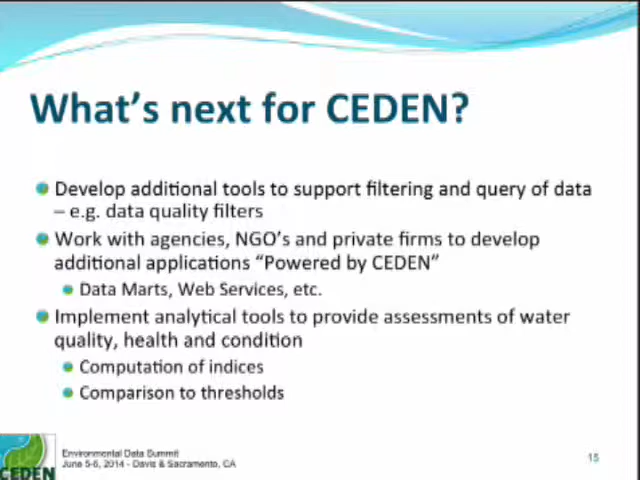 What's next for CEDEN?
Develop additional tools to support filtering and query of data
– e.g. data quality filters
Work with agencies, NGO's and private firms to develop
additional applications “Powered by CEDEN”
Data Marts, Web Services, etc.
Implement analytical tools to provide assessments of water
quality, health and condition
Computation of indices
Comparison to thresholds
CEDEN
Environmental Data Summit
June 5-6, 2014 - Davis & Sacramento, CA
15